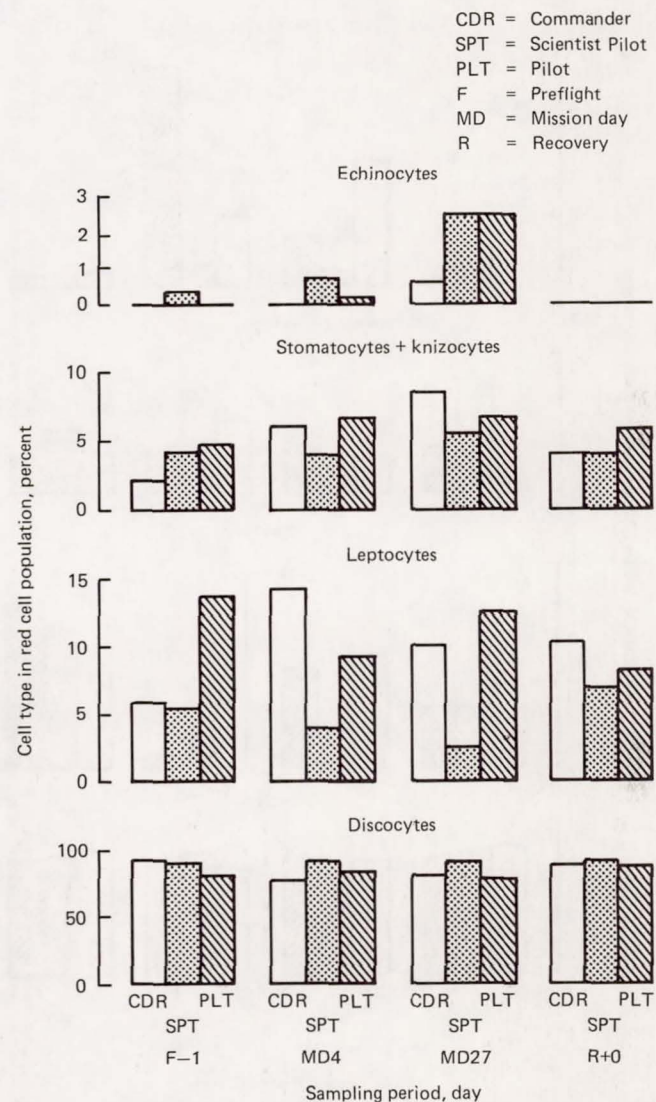 CDR = Commander
SPT = Scientist Pilot
PLT = Pilot
F = Preflight
MD = Mission day
R = Recovery
Echinocytes
3
2
1
0
Stomatocytes + knizocytes
10
5
0
Cell type in red cell population, percent
Leptocytes
15
10
5
0
Discocytes
100
50
0
CDR PLT CDR PLT CDR PLT CDR PLT
SPT SPT SPT SPT
F−1 MD4 MD27 R+0
Sampling period, day